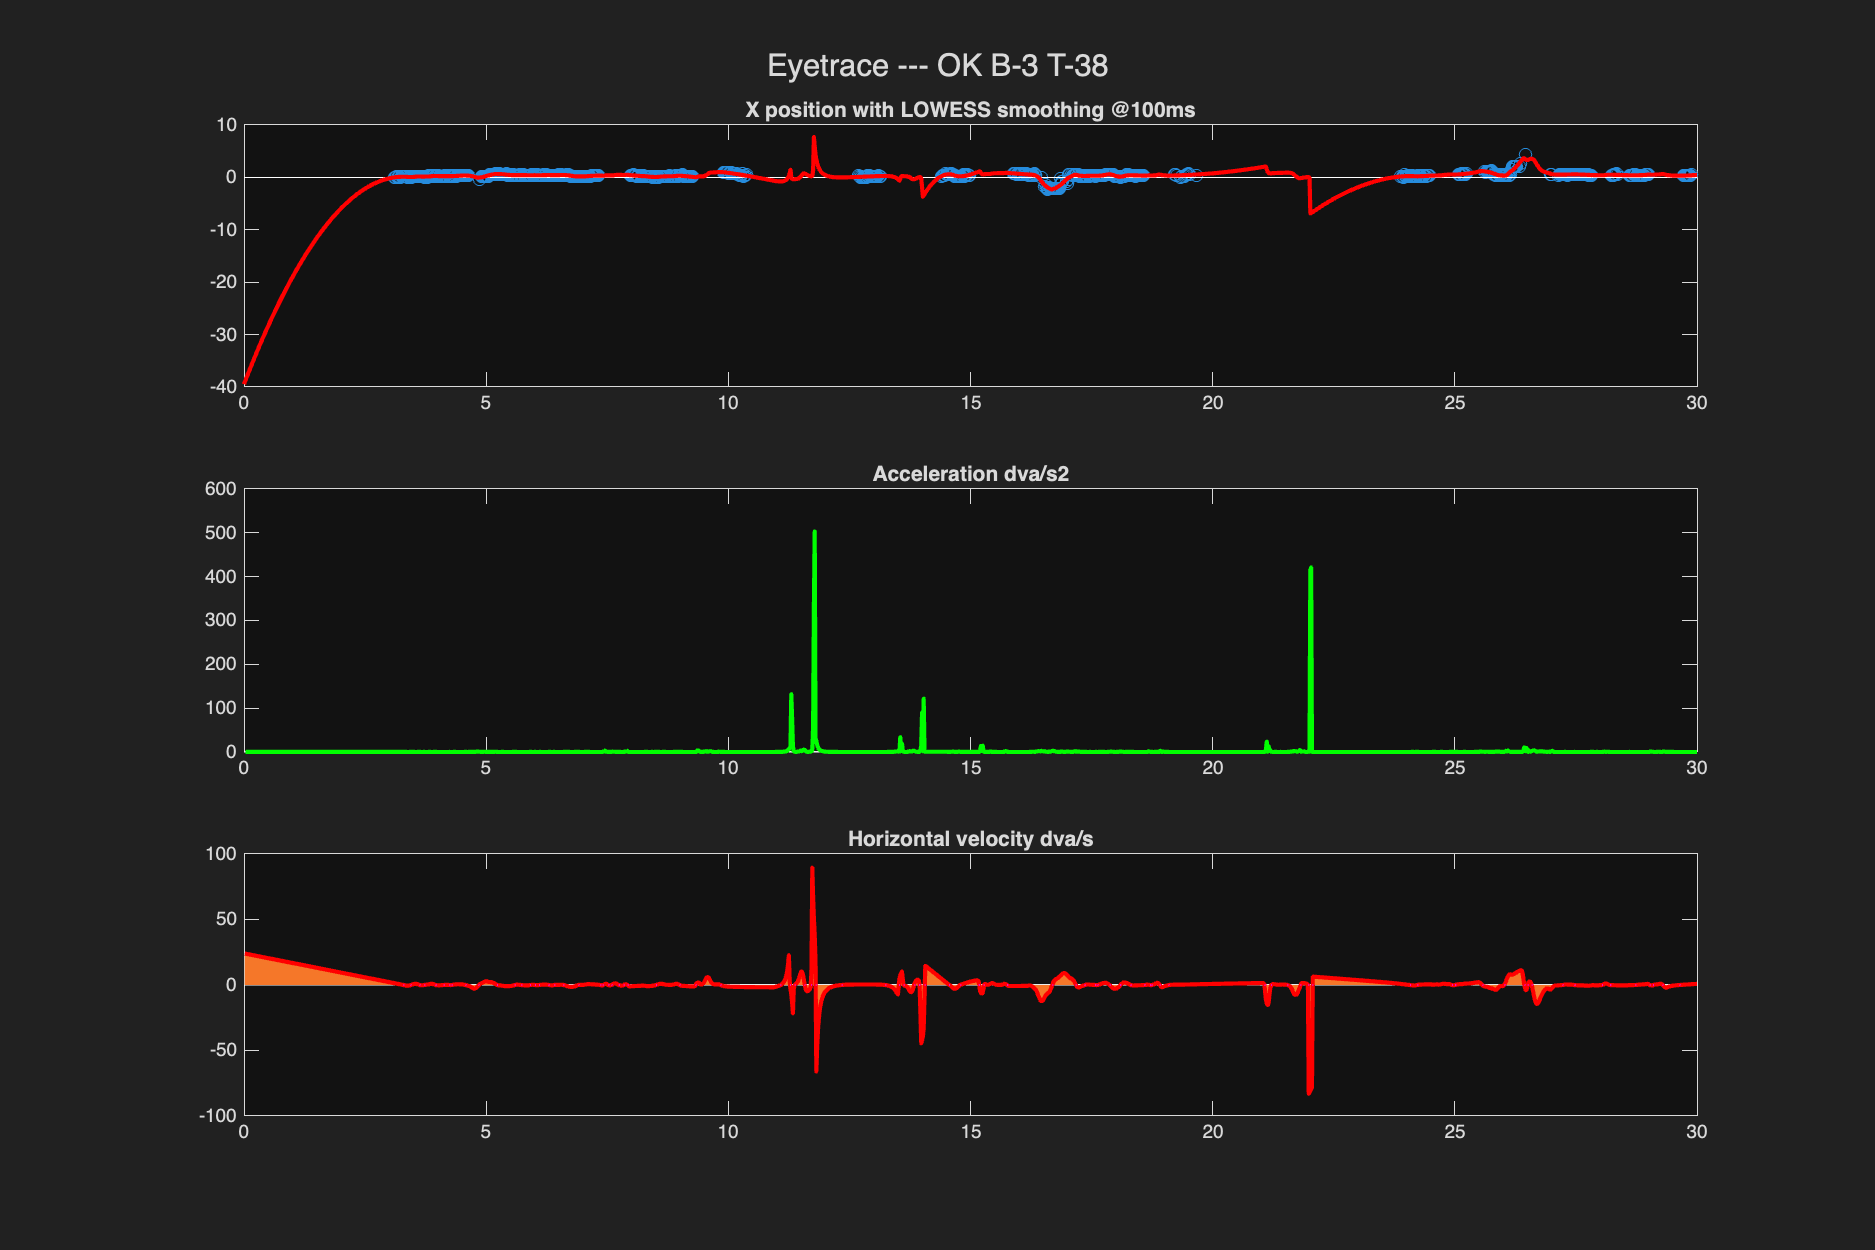 Eyetrace --- OK B-3 T-38
X position with LOWESS smoothing @100ms
10
0
-10
-20
-30
-40
0 5 10 15 20 25 30
Acceleration dva/s2
600
500
400
300
200
100
0
0 5 10 15 20 25 30
Horizontal velocity dva/s
100
50
0
-50
-100
0 5 10 15 20 25 30